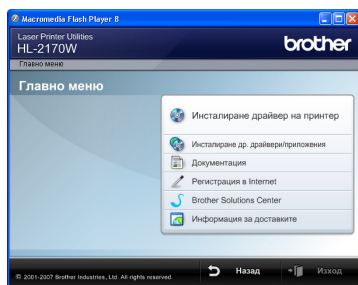 Macromedia Flash Player 8
Laser Printer Utilities
HL-2170W
brother
Главно меню
Главно меню
Инсталиране драйвер на принтер
Инсталиране др. драйвери/приложения
Документация
Регистрация в Internet
Brother Solutions Center
Информация за доставките
© 2001-2007 Brother Industries, Ltd. All rights reserved.
Назад
Изход